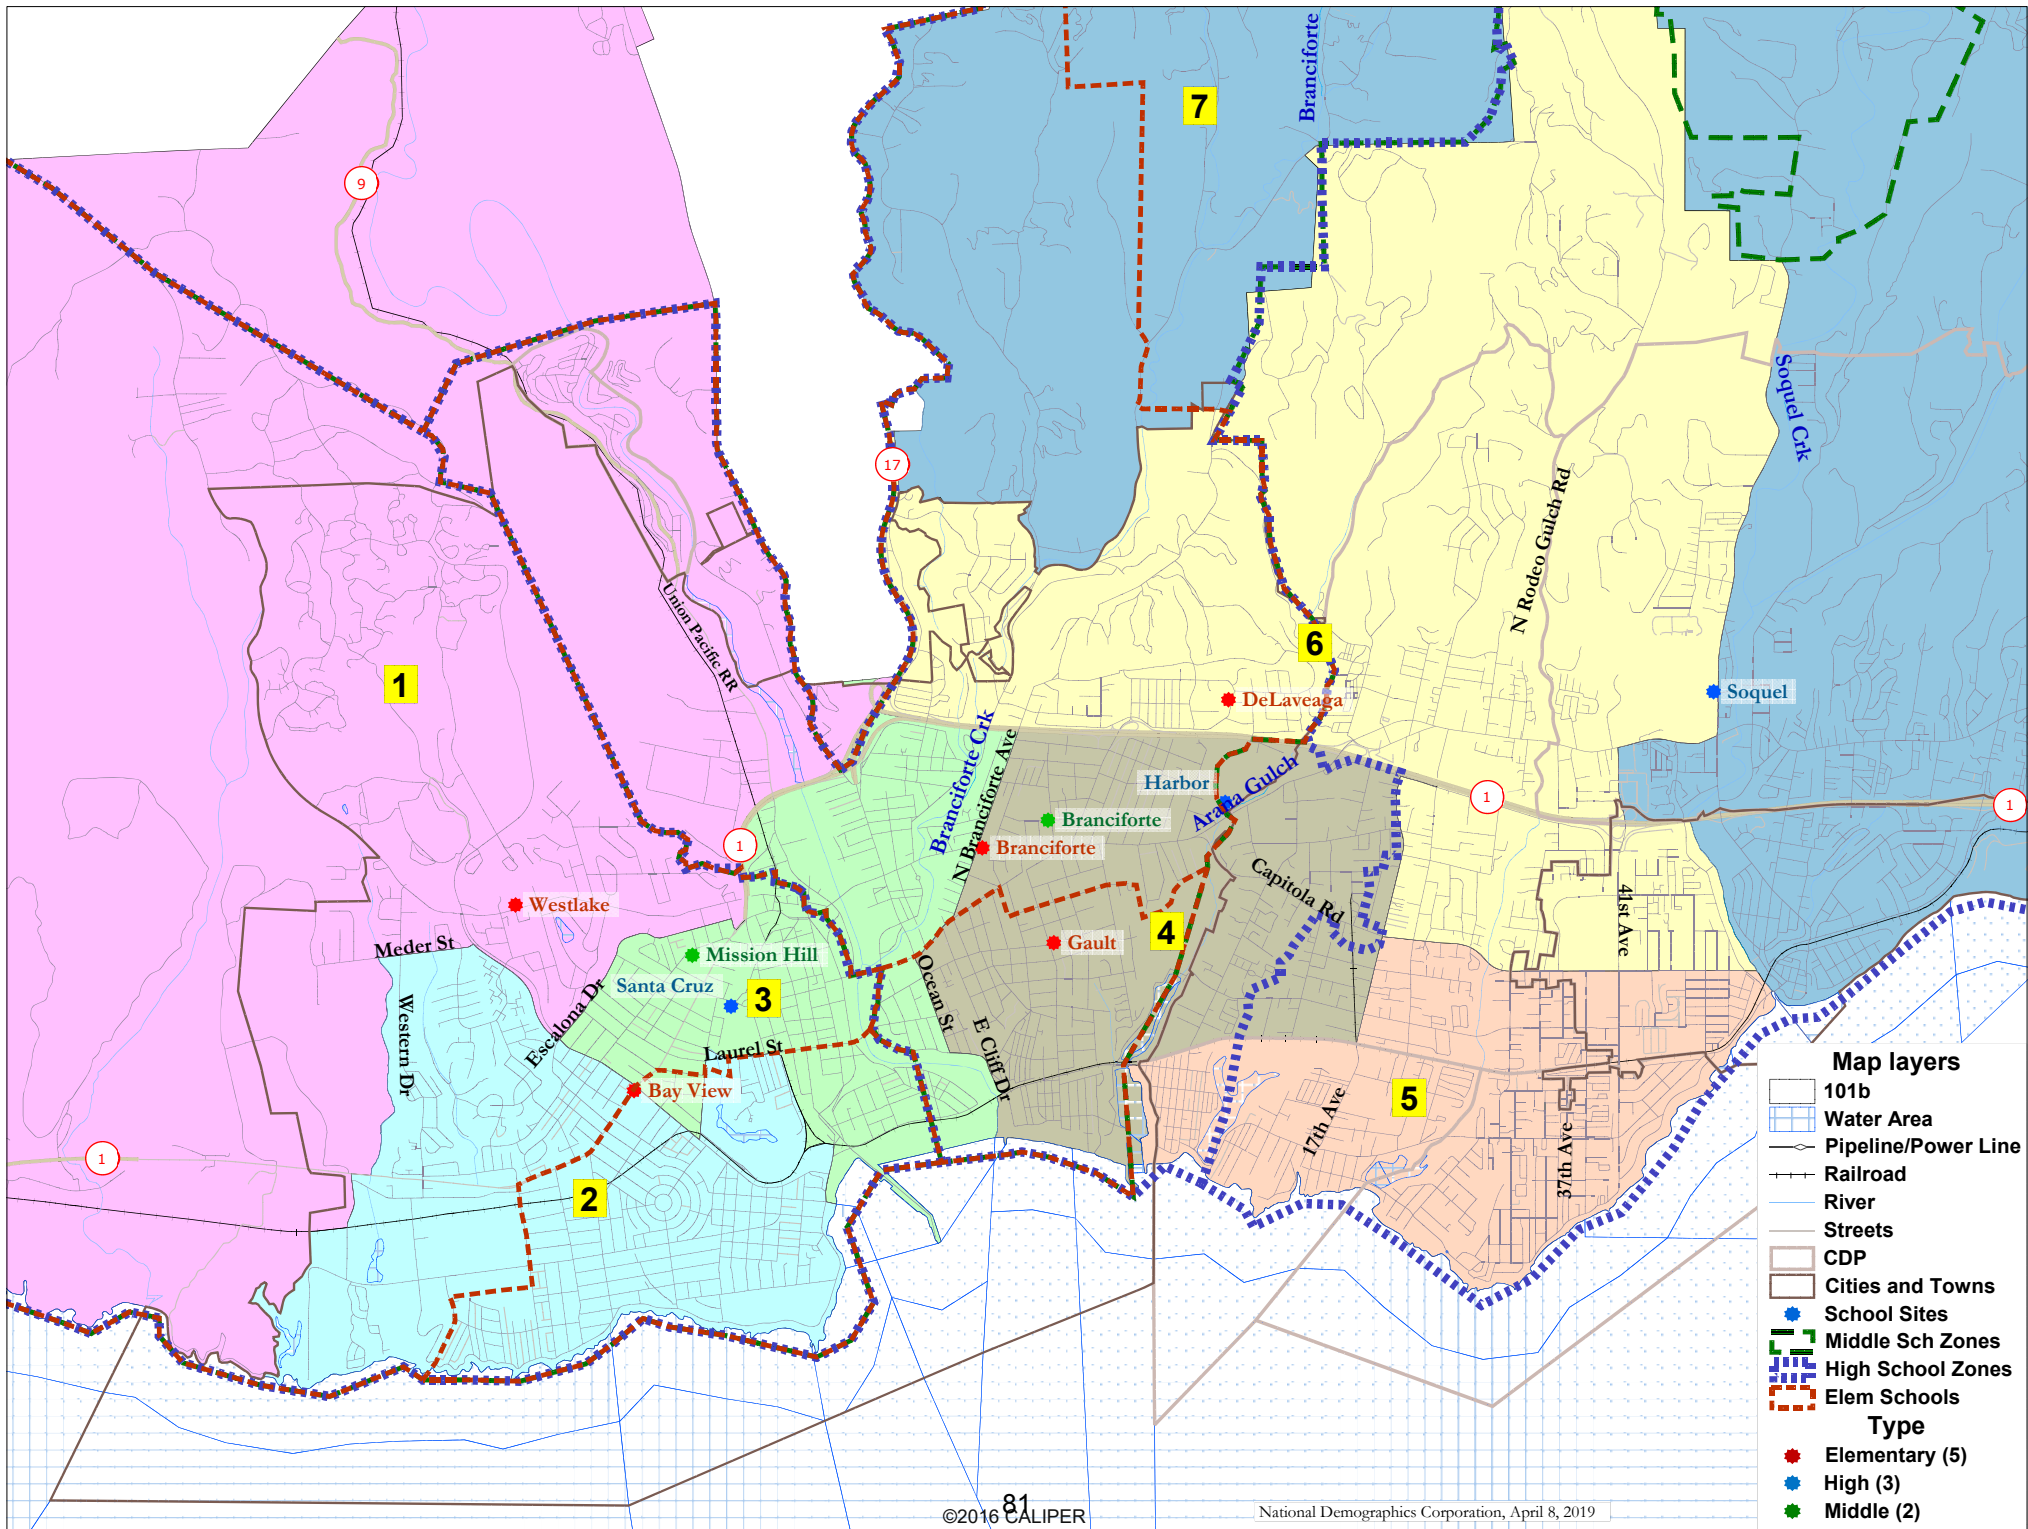 7
Branciforte
9
17
Soquel Crk
N Rodeo Gulch Rd
Union Pacific RR
1
6
DeLaveaga
Soquel
Branciforte Crk
N Branciforte Ave
Harbor
Arana Gulch
1
1
1
Branciforte
Branciforte
Capitola Rd
41st Ave
Westlake
Meder St
Mission Hill
Gault
4
Santa Cruz
3
Western Dr
Escalona Dr
Ocean St
E Cliff Dr
Laurel St
Bay View
5
17th Ave
37th Ave
1
2
Map layers
101b
Water Area
Pipeline/Power Line
Railroad
River
Streets
CDP
Cities and Towns
School Sites
Middle Sch Zones
High School Zones
Elem Schools
Type
Elementary (5)
High (3)
Middle (2)
81
©2016 CALIPER
National Demographics Corporation, April 8, 2019